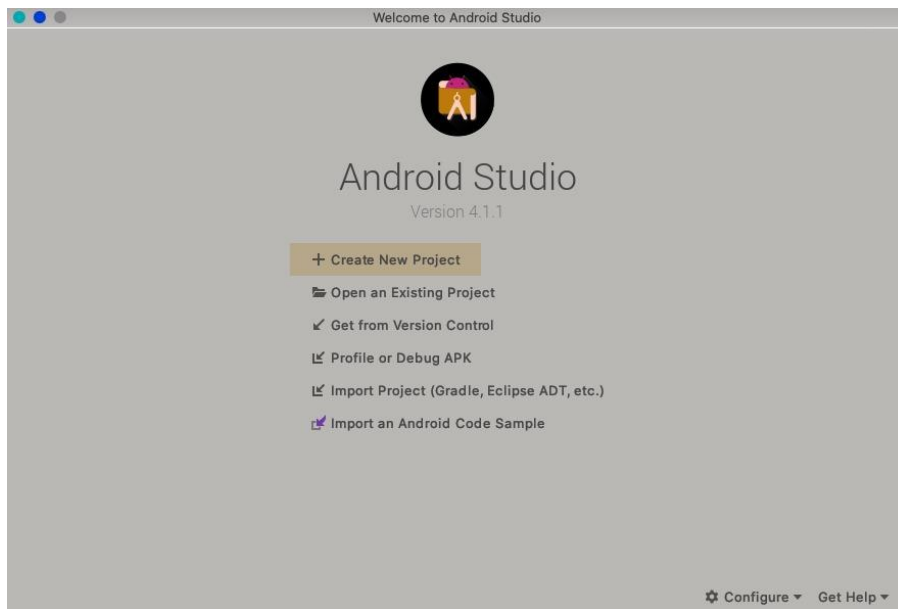 Welcome to Android Studio
Android Studio
Version 4.1.1
Create New Project
Open an Existing Project
Get from Version Control
Profile or Debug APK
Import Project (Gradle, Eclipse ADT, etc.)
Import an Android Code Sample
Configure Get Help